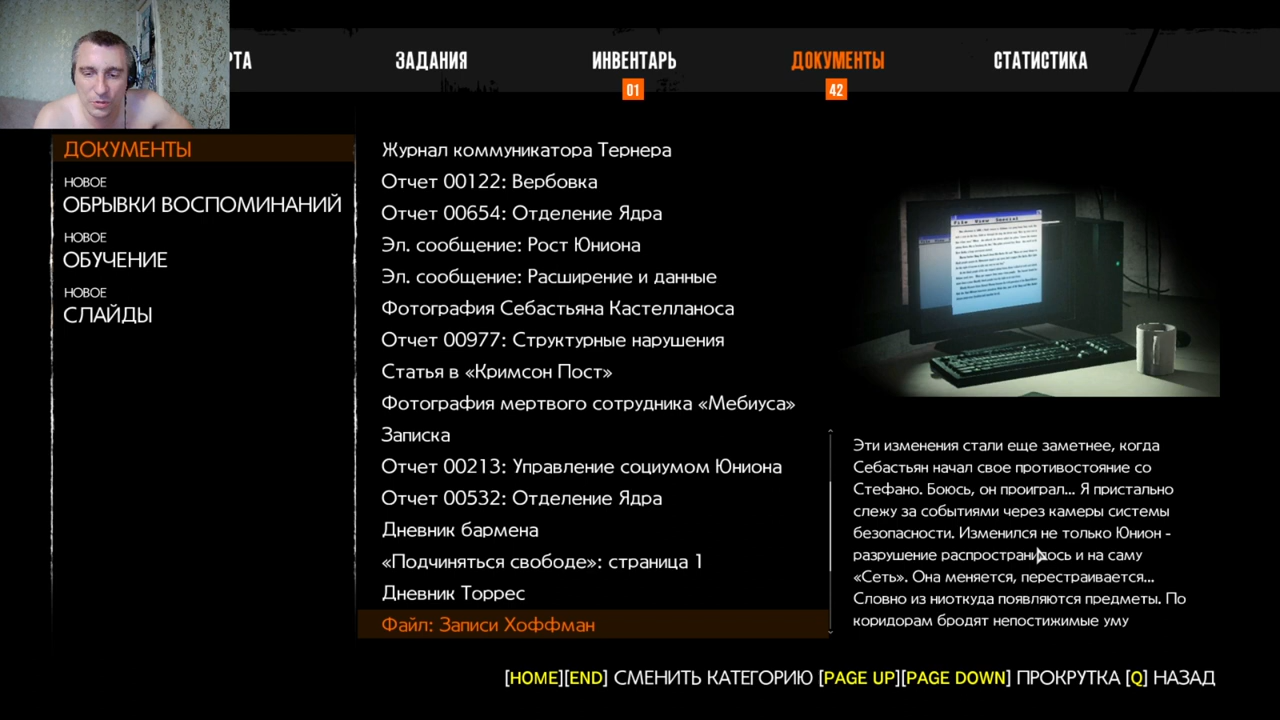 РТА
ЗАДАНИЯ
ИНВЕНТАРЬ
ДОКУМЕНТЫ
СТАТИСТИКА
01
42
ДОКУМЕНТЫ
НОВОЕ
ОБРЫВКИ ВОСПОМИНАНИЙ
НОВОЕ
ОБУЧЕНИЕ
НОВОЕ
СЛАЙДЫ
Журнал коммуникатора Тернера
Отчет 00122: Вербовка
Отчет 00654: Отделение Ядра
Эл. сообщение: Рост Юниона
Эл. сообщение: Расширение и данные
Фотография Себастьяна Кастелланоса
Отчет 00977: Структурные нарушения
Статья в «Кримсон Пост»
Фотография мертвого сотрудника «Мебиуса»
Записка
Отчет 00213: Управление социумом Юниона
Отчет 00532: Отделение Ядра
Дневник бармена
«Подчиняться свободе»: страница 1
Дневник Торрес
Файл: Записи Хоффман
File View Special
Эти изменения стали еще заметнее, когда
Себастьян начал свое противостояние со
Стефано. Боюсь, он проиграл... Я пристально
слежу за событиями через камеры системы
безопасности. Изменился не только Юнион -
разрушение распространилось и на саму
«Сеть». Она меняется, перестраивается...
Словно из ниоткуда появляются предметы. По
коридорам бродят непостижимые уму
[HOME][END] СМЕНИТЬ КАТЕГОРИЮ [PAGE UP][PAGE DOWN] ПРОКРУТКА [Q] НАЗАД